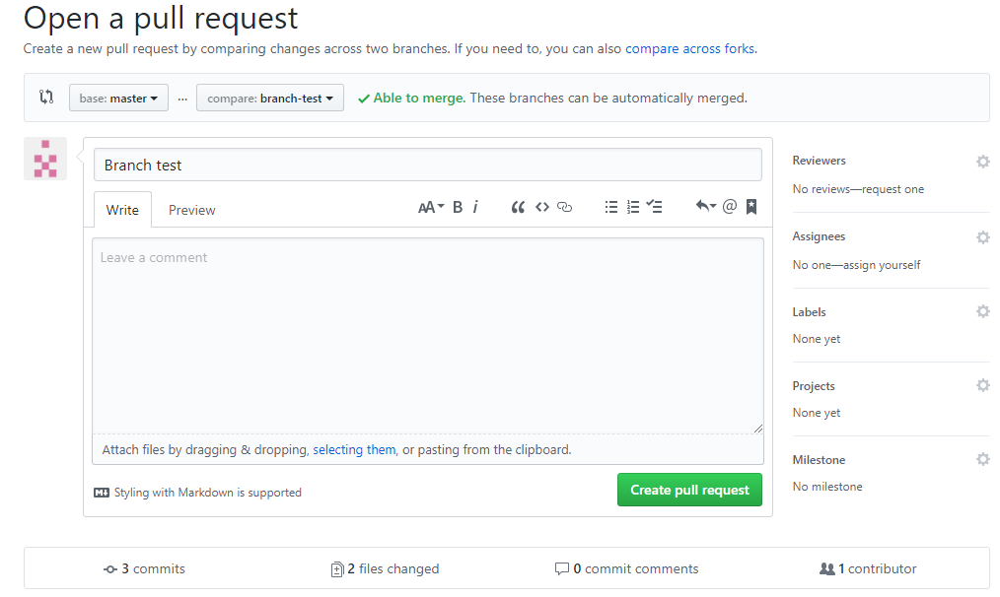 Open a pull request
Create a new pull request by comparing changes across two branches. If you need to, you can also compare across forks.
base: master ... compare: branch-test Able to merge. These branches can be automatically merged.
Branch test
Write Preview AA B i @
Leave a comment
Attach files by dragging & dropping, selecting them, or pasting from the clipboard.
Styling with Markdown is supported Create pull request
Reviewers
No reviews—request one
Assignees
No one—assign yourself
Labels
None yet
Projects
None yet
Milestone
No milestone
3 commits 2 files changed 0 commit comments 1 contributor